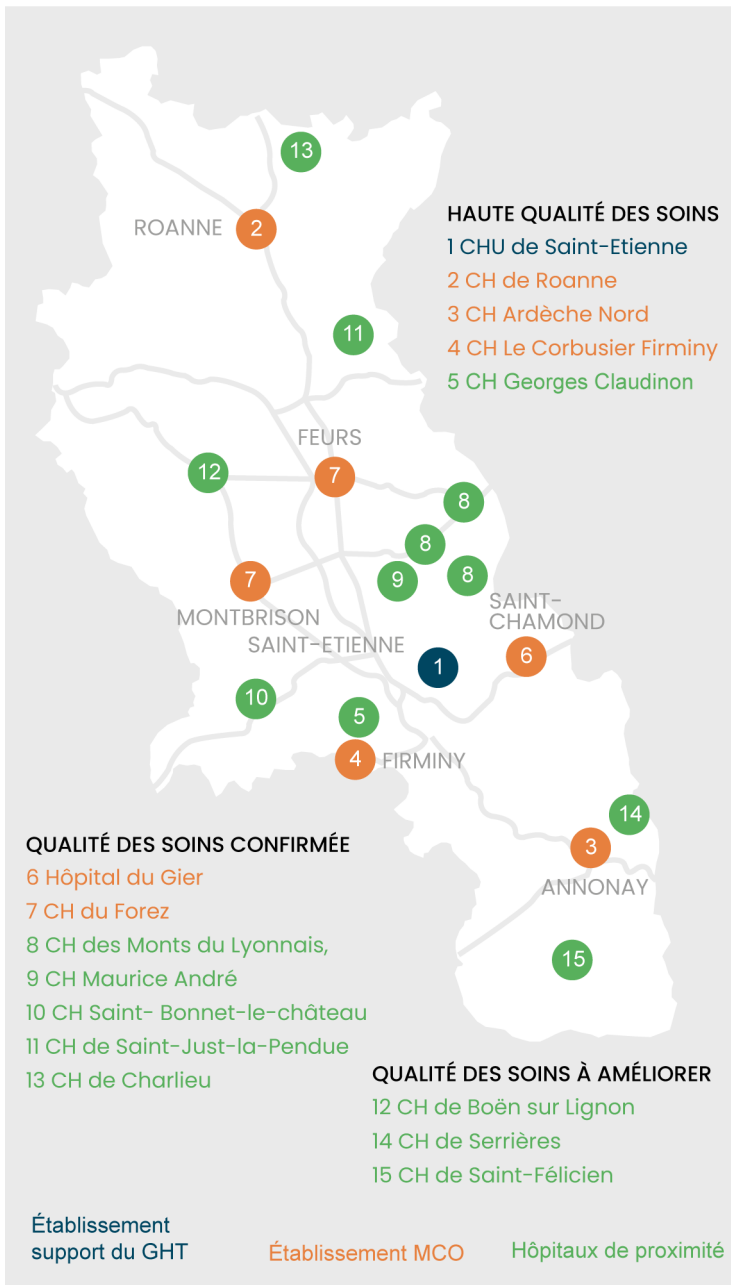 13
ROANNE
2
HAUTE QUALITÉ DES SOINS
1 CHU de Saint-Etienne
2 CH de Roanne
3 CH Ardèche Nord
4 CH Le Corbusier Firminy
5 CH Georges Claudinon
11
FEURS
12
7
8
8
9
8
7
MONTBRISON
SAINT-
CHAMOND
SAINT-ETIENNE
1
6
10
5
4
FIRMINY
14
3
ANNONAY
15
QUALITÉ DES SOINS CONFIRMÉE
6 Hôpital du Gier
7 CH du Forez
8 CH des Monts du Lyonnais,
9 CH Maurice André
10 CH Saint- Bonnet-le-château
11 CH de Saint-Just-la-Pendue
13 CH de Charlieu
QUALITÉ DES SOINS À AMÉLIORER
12 CH de Boën sur Lignon
14 CH de Serrières
15 CH de Saint-Félicien
Établissement
support du GHT
Établissement MCO
Hôpitaux de proximité